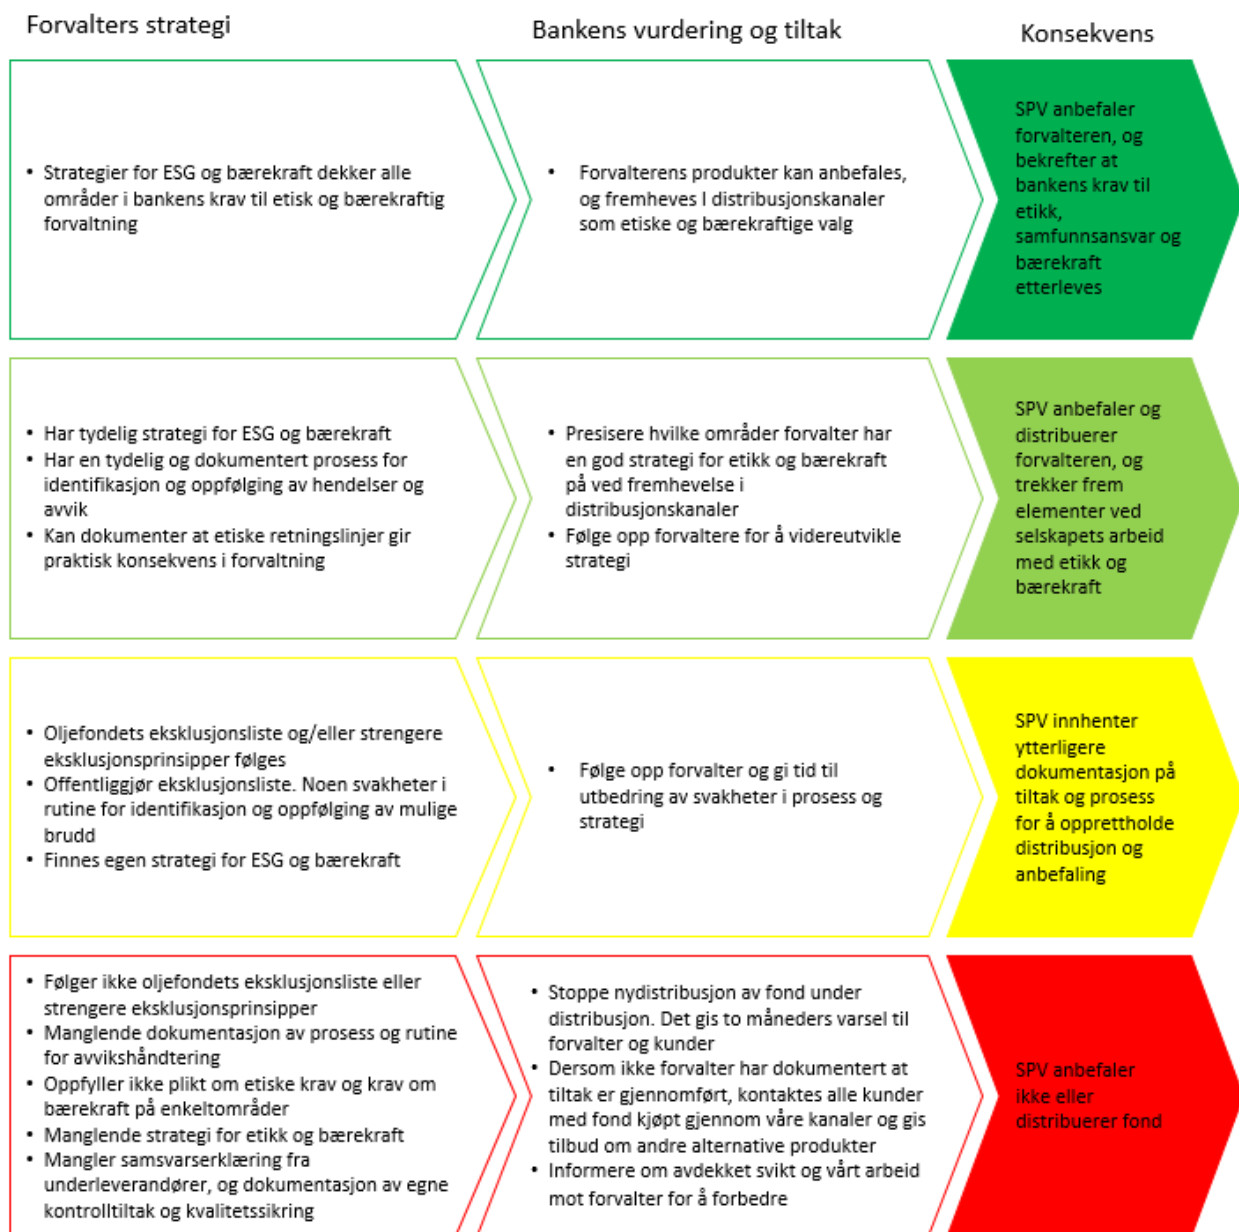 Forvalters strategi
Bankens vurdering og tiltak
Konsekvens
• Strategier for ESG og bærekraft dekker alle
områder i bankens krav til etisk og bærekraftig
forvaltning
• Forvalterens produkter kan anbefales,
og fremheves I distribusjonskanaler
som etiske og bærekraftige valg
SPV anbefaler
forvalteren, og
bekrefter at
bankens krav til
etikk,
samfunnsansvar og
bærekraft
etterleves
• Har tydelig strategi for ESG og bærekraft
• Har en tydelig og dokumentert prosess for
identifikasjon og oppfølging av hendelser og
avvik
• Kan dokumenter at etiske retningslinjer gir
praktisk konsekvens i forvaltning
• Presisere hvilke områder forvalter har
en god strategi for etikk og bærekraft
på ved fremhevelse i
distribusjonskanaler
• Følge opp forvaltere for å videreutvikle
strategi
SPV anbefaler og
distribuerer
forvalteren, og
trekker frem
elementer ved
selskapets arbeid
med etikk og
bærekraft
• Oljefondets eksklusjonsliste og/eller strengere
eksklusjonsprinsipper følges
• Offentliggjør eksklusjonsliste. Noen svakheter i
rutine for identifikasjon og oppfølging av mulige
brudd
• Finnes egen strategi for ESG og bærekraft
• Følge opp forvalter og gi tid til
utbedring av svakheter i prosess og
strategi
SPV innhenter
ytterligere
dokumentasjon på
tiltak og prosess
for å opprettholde
distribusjon og
anbefaling
• Følger ikke oljefondets eksklusjonsliste eller
strengere eksklusjonsprinsipper
• Manglende dokumentasjon av prosess og rutine
for avvikshåndtering
• Oppfyller ikke plikt om etiske krav og krav om
bærekraft på enkeltområder
• Manglende strategi for etikk og bærekraft
• Mangler samsvarserklæring fra
underleverandører, og dokumentasjon av egne
kontrolltiltak og kvalitetssikring
• Stoppe nydistribusjon av fond under
distribusjon. Det gis to måneders varsel til
forvalter og kunder
• Dersom ikke forvalter har dokumentert at
tiltak er gjennomført, kontaktes alle kunder
med fond kjøpt gjennom våre kanaler og gis
tilbud om andre alternative produkter
• Informere om avdekket svikt og vårt arbeid
mot forvalter for å forbedre
SPV anbefaler
ikke eller
distribuerer fond